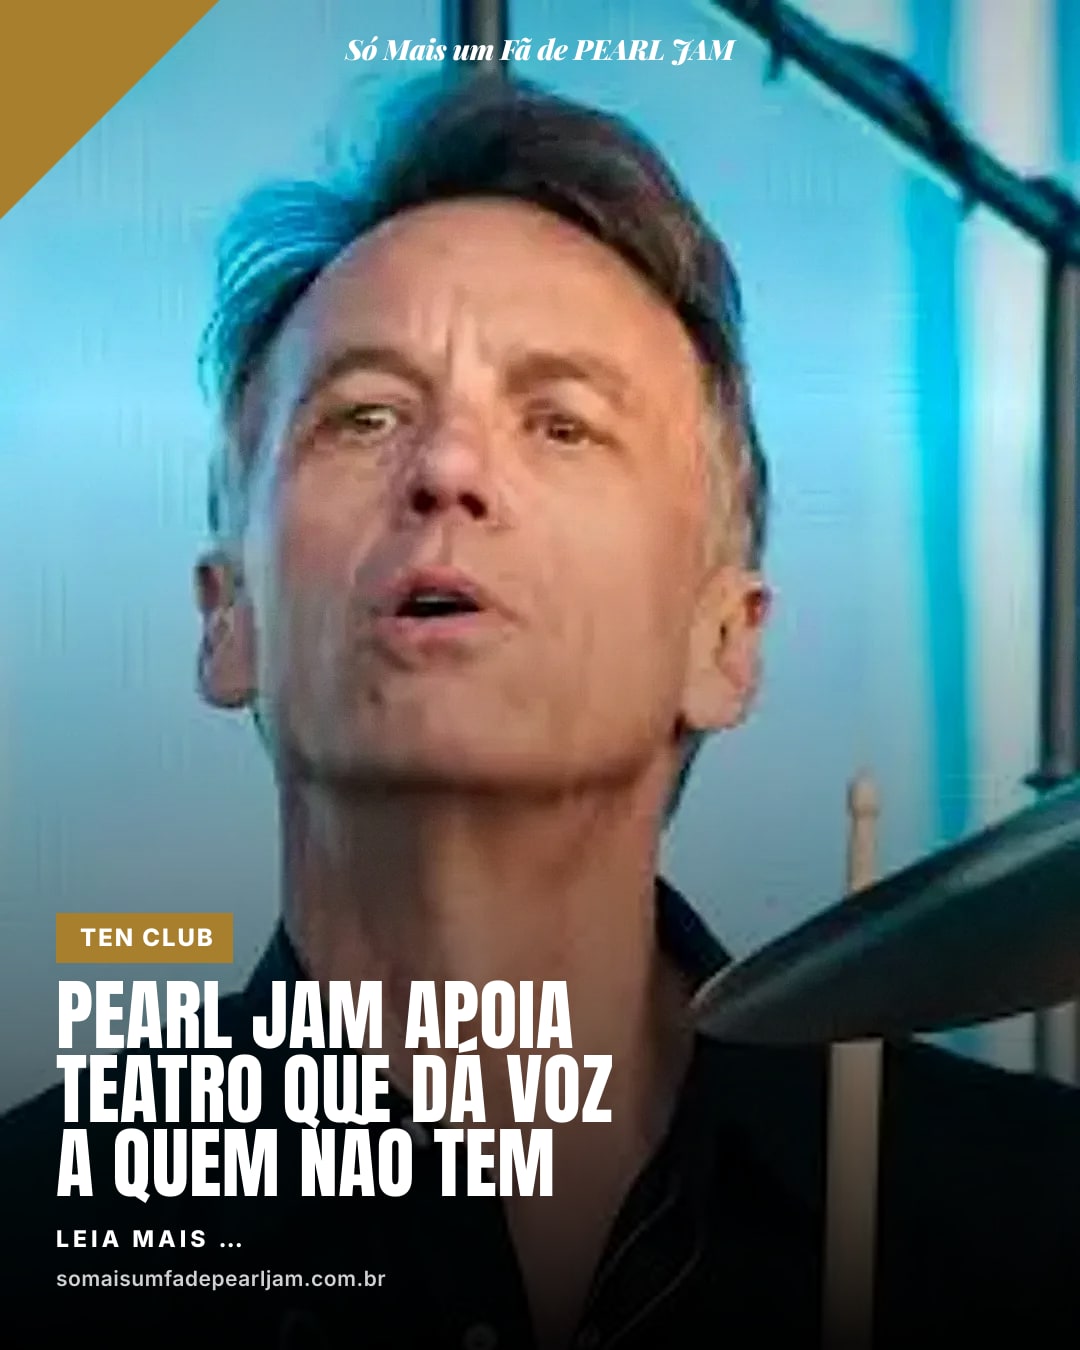 Só Mais um Fã de PEARL JAM
TEN CLUB
PEARL JAM APOIA
TEATRO QUE DÁ VOZ
A QUEM NÃO TEM
LEIA MAIS ...
somaisumfadepearljam.com.br